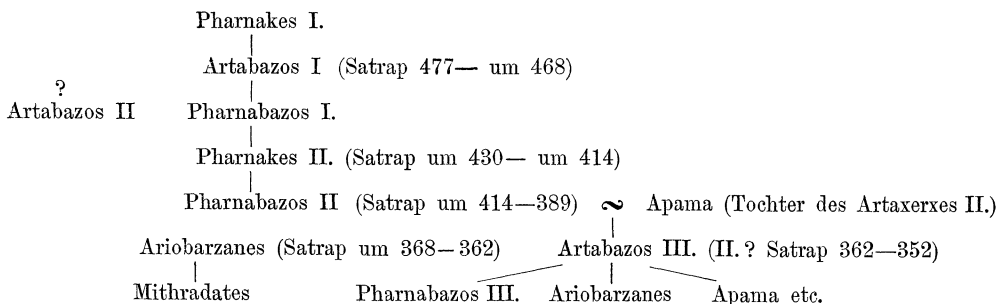 Pharnakes I.
Artabazos I (Satrap 477— um 468)
?
Artabazos II Pharnabazos I.
Pharnakes II. (Satrap um 430— um 414)
Pharnabazos II (Satrap um 414—389) ~ Apama (Tochter des Artaxerxes II.)
Ariobarzanes (Satrap um 368—362) Artabazos III. (II. ? Satrap 362—352)
Mithradates Pharnabazos III. Ariobarzanes Apama etc.